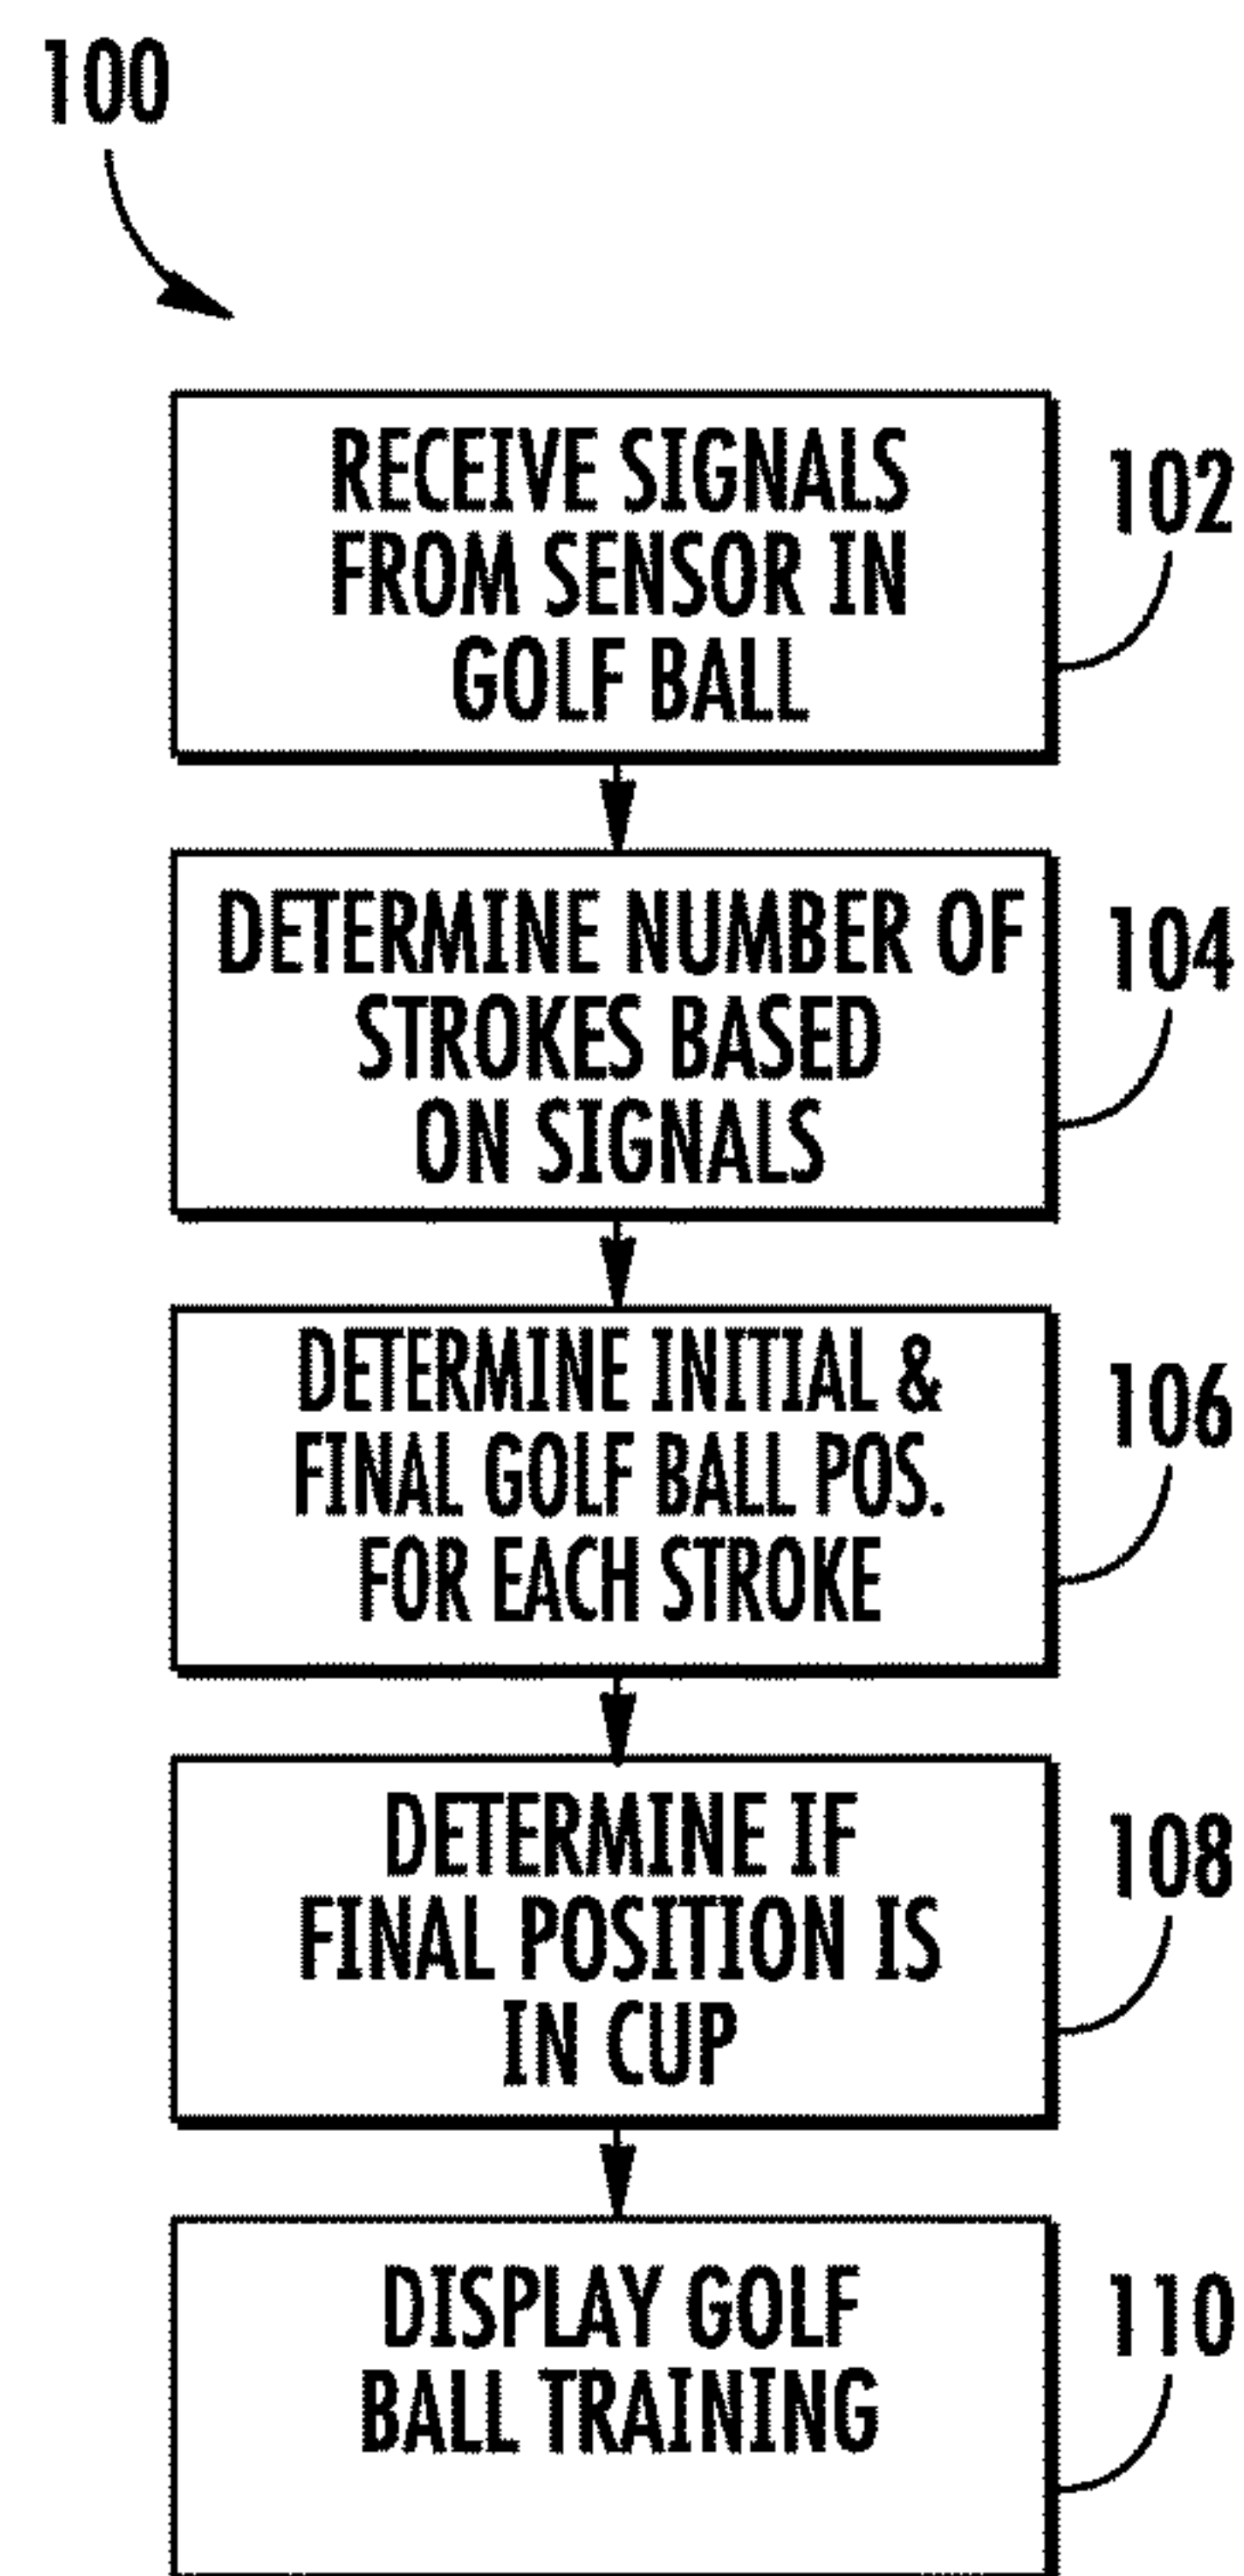 100
RECEIVE SIGNALS
FROM SENSOR IN
GOLF BALL
102
DETERMINE NUMBER OF
STROKES BASED
ON SIGNALS
104
DETERMINE INITIAL &
FINAL GOLF BALL POS.
FOR EACH STROKE
106
DETERMINE IF
FINAL POSITION IS
IN CUP
108
DISPLAY GOLF
BALL TRAINING
110